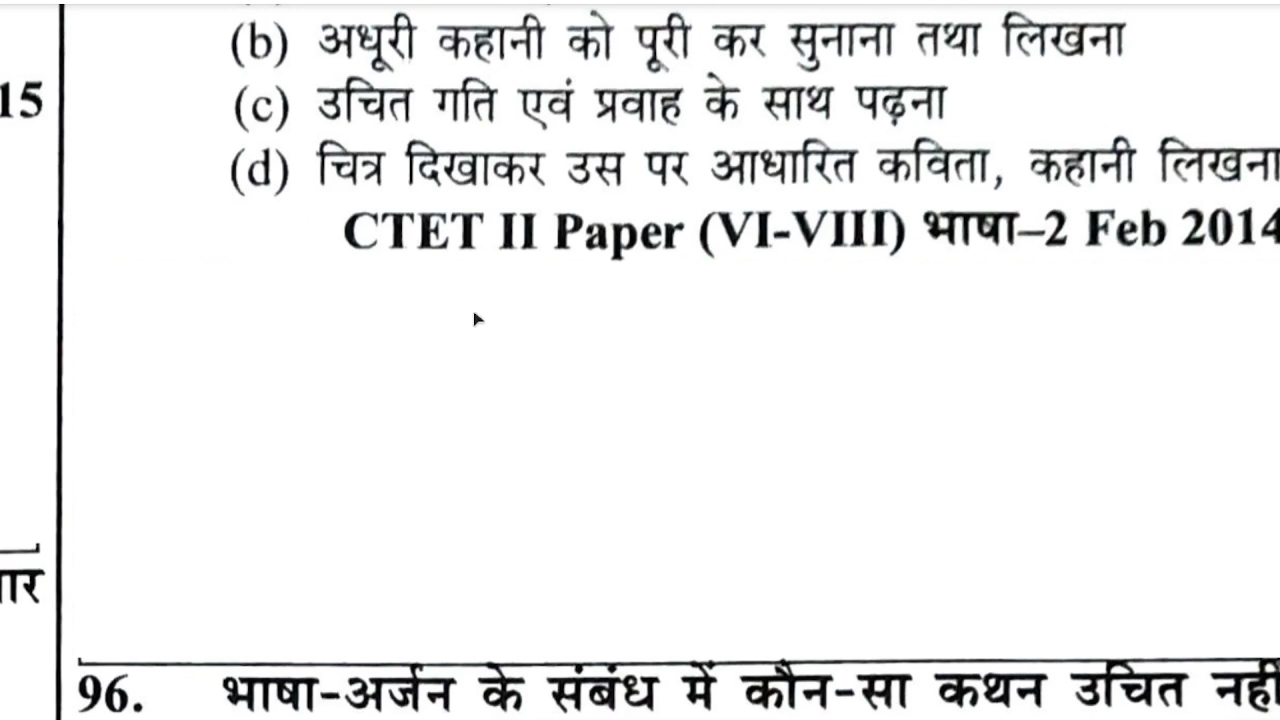 (b) अधूरी कहानी को पूरी कर सुनाना तथा लिखना
15
(c) उचित गति एवं प्रवाह के साथ पढ़ना
(d) चित्र दिखाकर उस पर आधारित कविता, कहानी लिखना
CTET II Paper (VI-VIII) भाषा–2 Feb 2014
96. भाषा-अर्जन के संबंध में कौन-सा कथन उचित नहीं